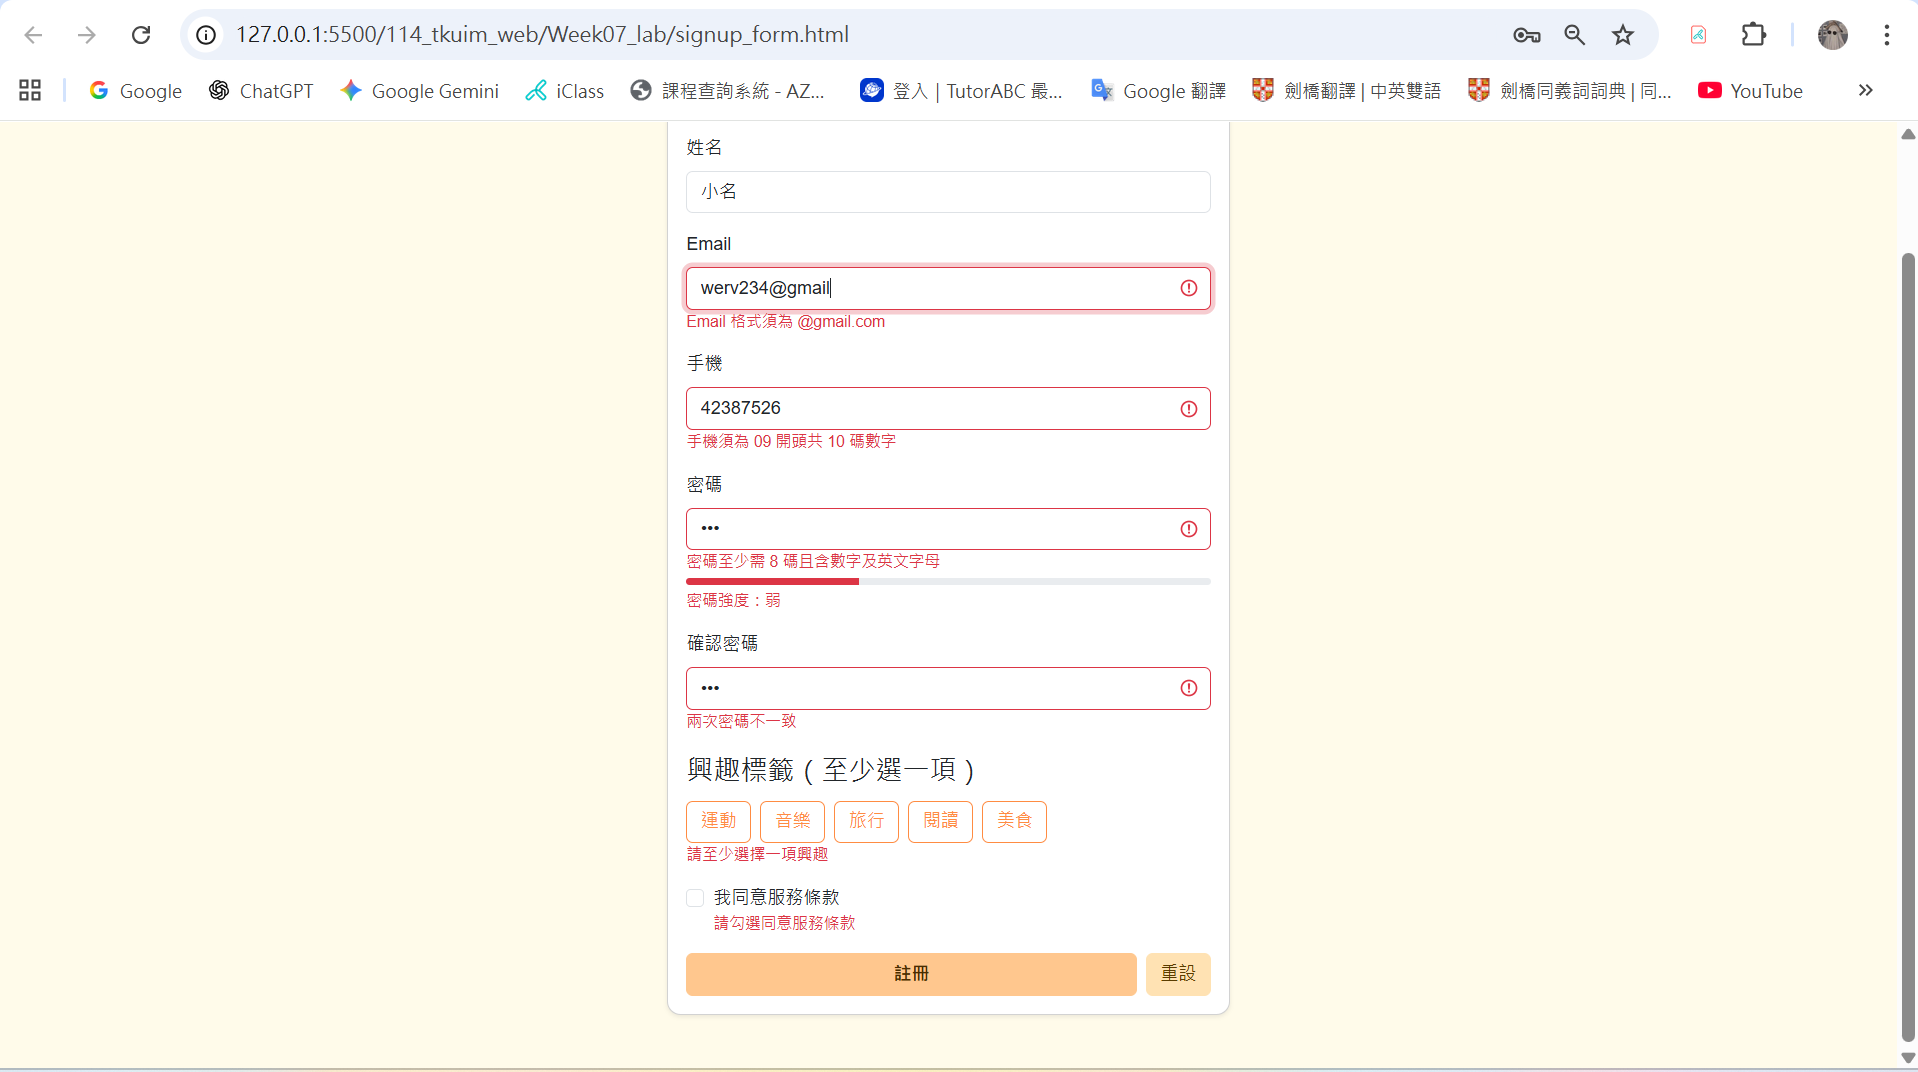 127.0.0.1:5500/114_tkuim_web/Week07_lab/signup_form.html
Google
ChatGPT
Google Gemini
iClass
課程查詢系統 - AZ...
登入 | TutorABC 最...
Google 翻譯
劍橋翻譯 | 中英雙語
劍橋同義詞詞典 | 同...
YouTube
姓名
小名
Email
werv234@gmail
Email 格式須為 @gmail.com
手機
42387526
手機須為 09 開頭共 10 碼數字
密碼
•••
密碼至少需 8 碼且含數字及英文字母
密碼強度：弱
確認密碼
•••
兩次密碼不一致
興趣標籤（至少選一項）
運動
音樂
旅行
閱讀
美食
請至少選擇一項興趣
我同意服務條款
請勾選同意服務條款
註冊
重設